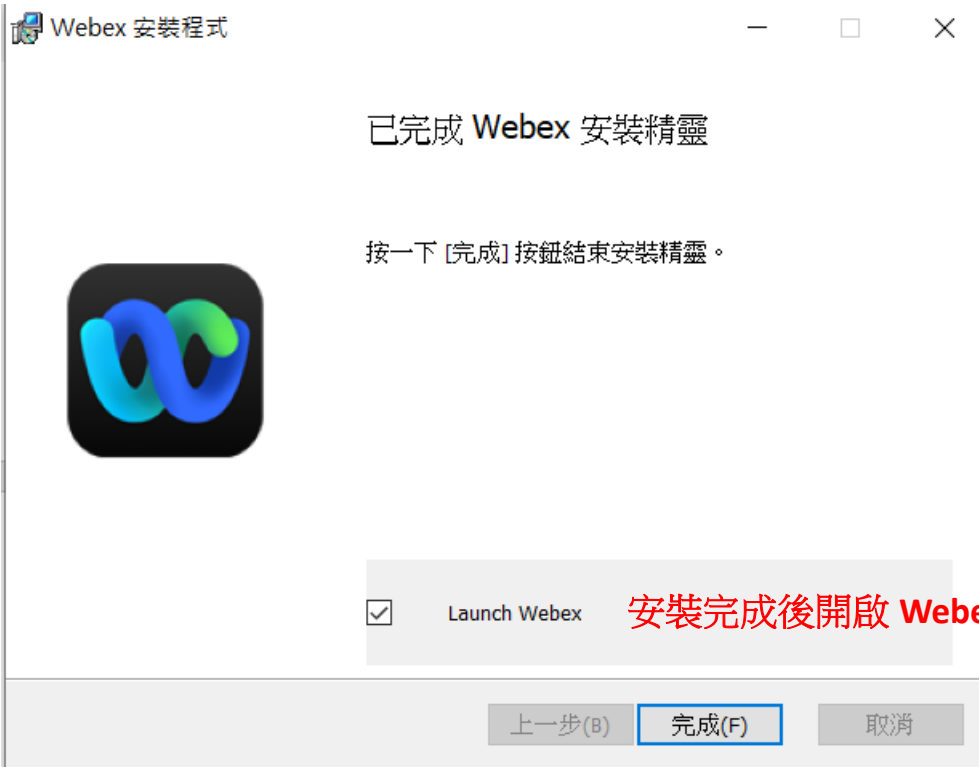 Webex 安裝程式
已完成 Webex 安裝精靈
按一下 [完成] 按鈕結束安裝精靈。
Launch Webex 安裝完成後開啟
上一步(B) 完成(F) 取消